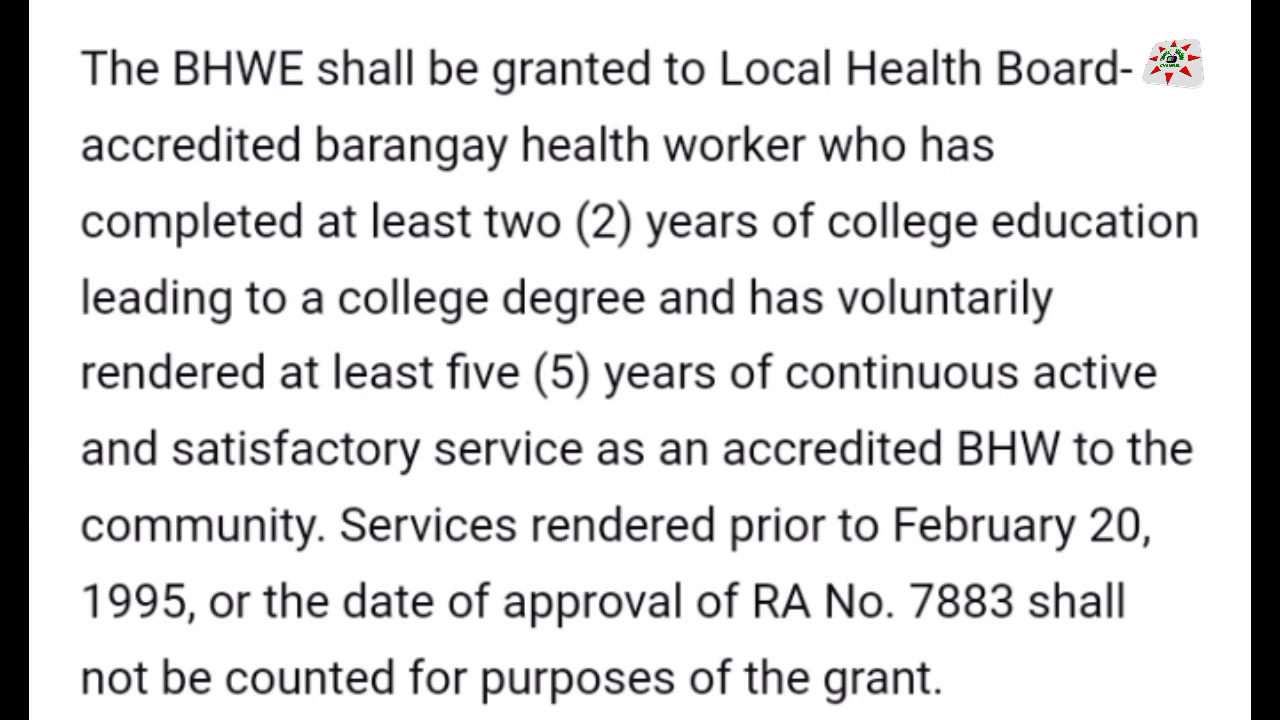 The BHWE shall be granted to Local Health Board-
accredited barangay health worker who has
completed at least two (2) years of college education
leading to a college degree and has voluntarily
rendered at least five (5) years of continuous active
and satisfactory service as an accredited BHW to the
community. Services rendered prior to February 20,
1995, or the date of approval of RA No. 7883 shall
not be counted for purposes of the grant.